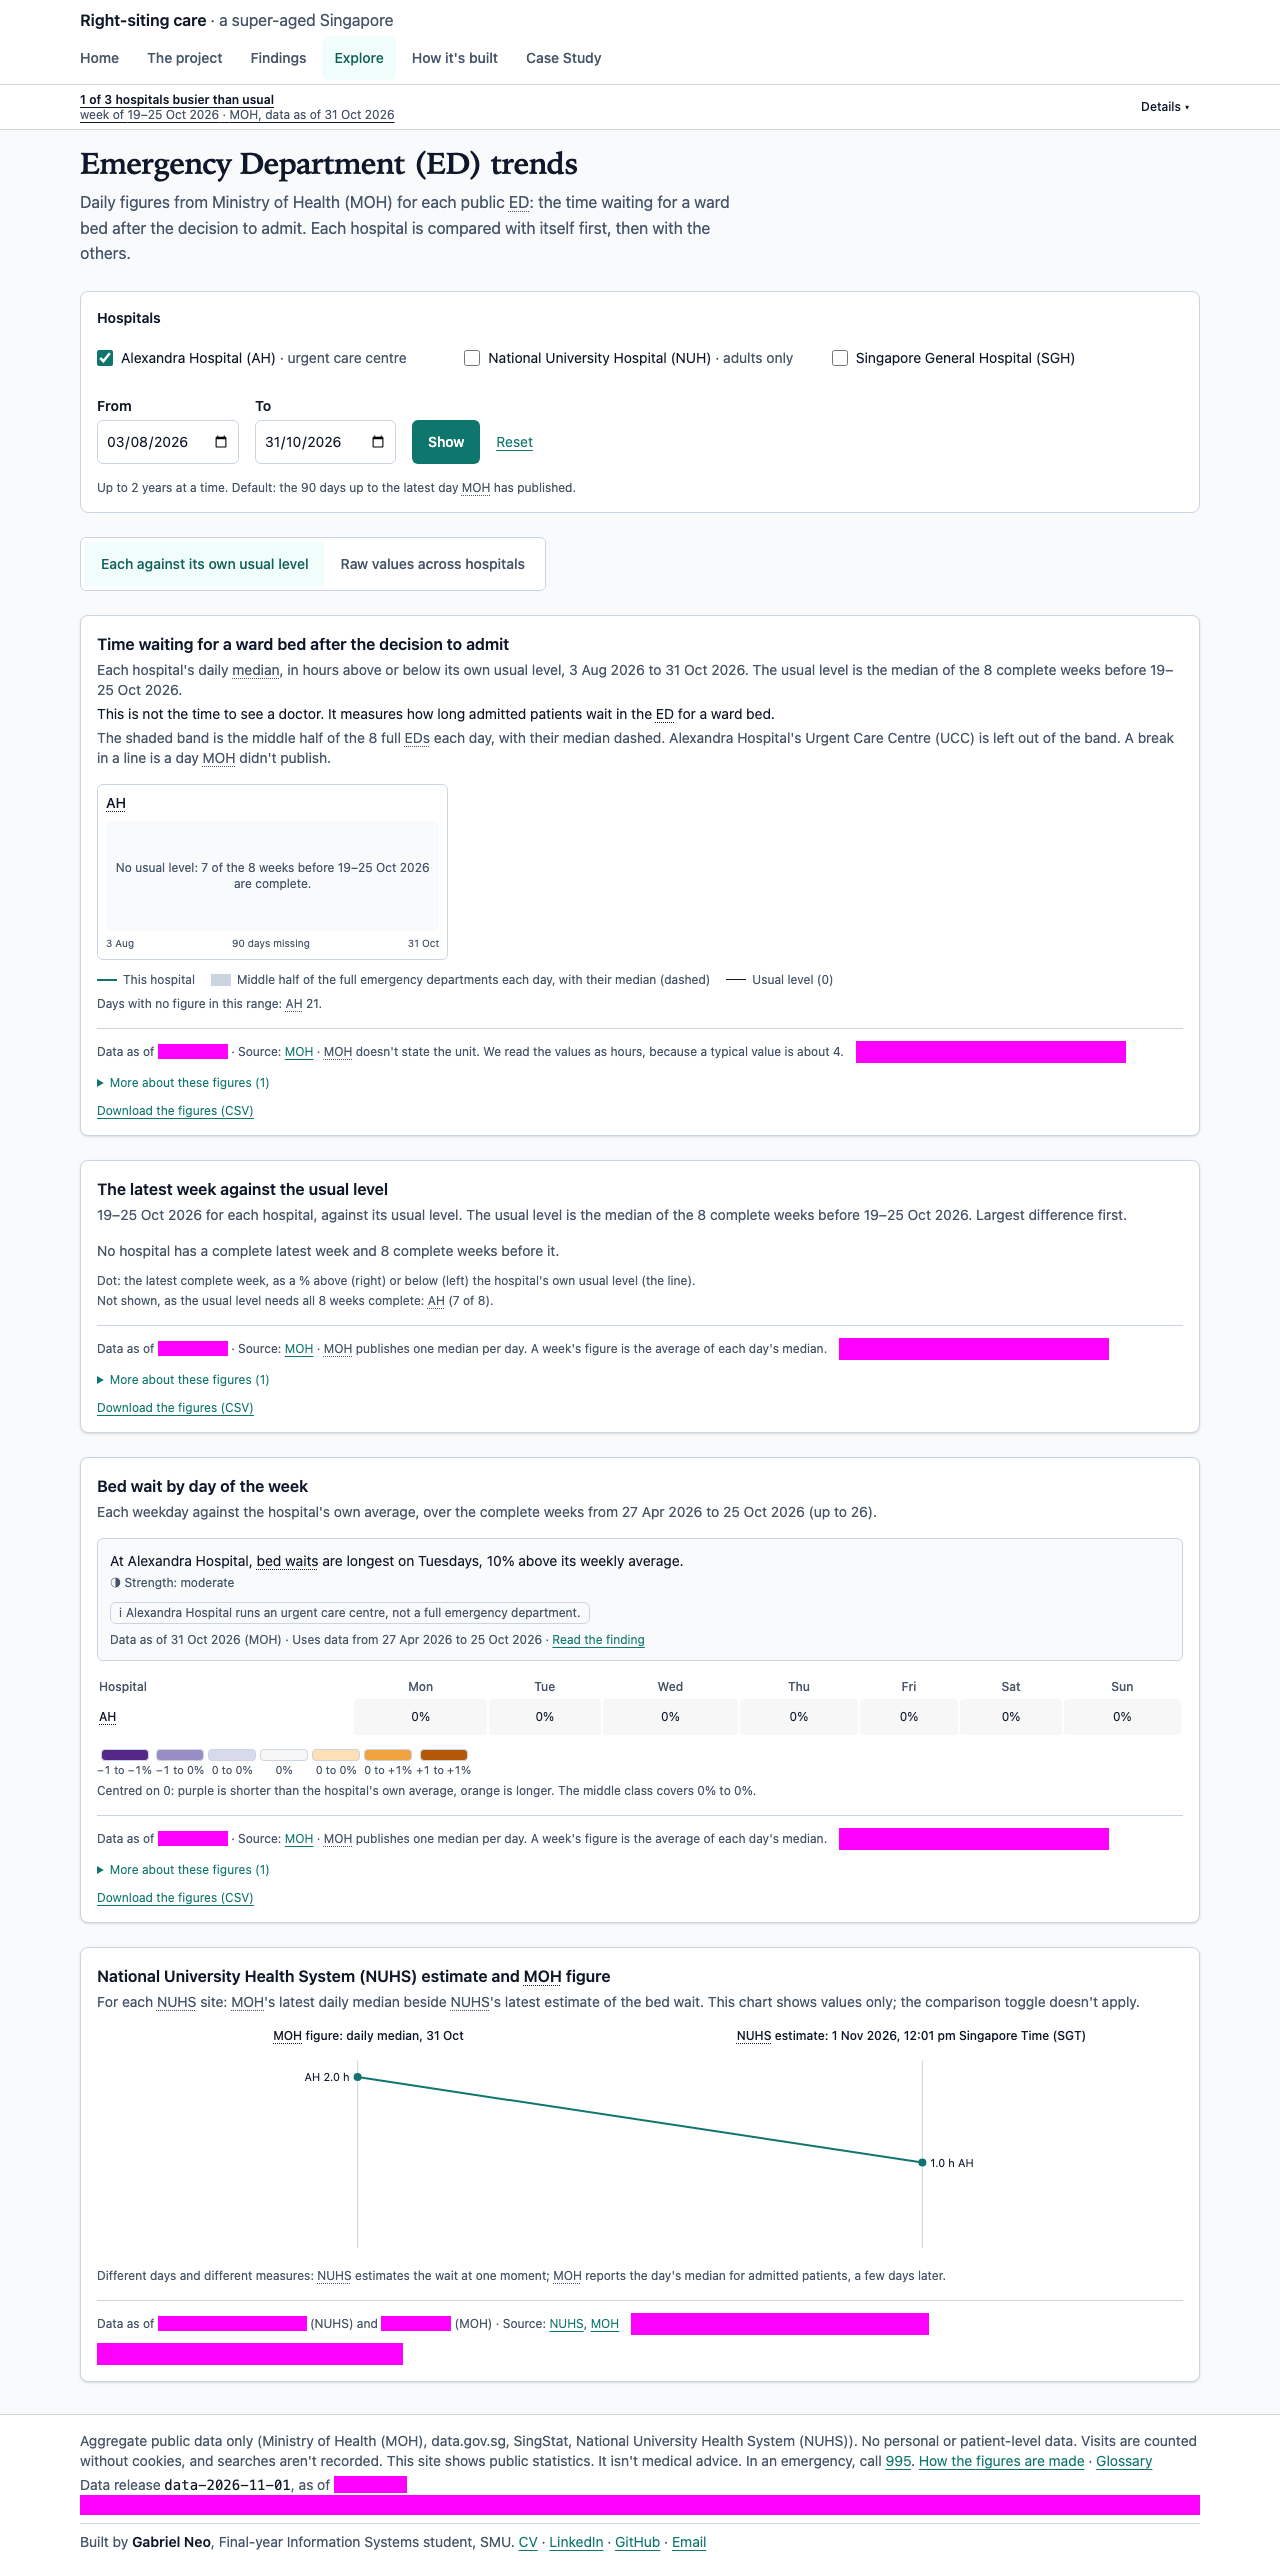 Right-siting care · a super-aged Singapore
Home The project Findings Explore How it's built Case Study
1 of 3 hospitals busier than usual
week of 19–25 Oct 2026 · MOH, data as of 31 Oct 2026
Details ▾
Emergency Department (ED) trends
Daily figures from Ministry of Health (MOH) for each public ED: the time waiting for a ward
bed after the decision to admit. Each hospital is compared with itself first, then with the
others.
Hospitals
Alexandra Hospital (AH) · urgent care centre
National University Hospital (NUH) · adults only
Singapore General Hospital (SGH)
From To
03/08/2026 31/10/2026 Show Reset
Up to 2 years at a time. Default: the 90 days up to the latest day MOH has published.
Each against its own usual level Raw values across hospitals
Time waiting for a ward bed after the decision to admit
Each hospital's daily median, in hours above or below its own usual level, 3 Aug 2026 to 31 Oct 2026. The usual level is the median of the 8 complete weeks before 19–
25 Oct 2026.
This is not the time to see a doctor. It measures how long admitted patients wait in the ED for a ward bed.
The shaded band is the middle half of the 8 full EDs each day, with their median dashed. Alexandra Hospital's Urgent Care Centre (UCC) is left out of the band. A break
in a line is a day MOH didn't publish.
AH
No usual level: 7 of the 8 weeks before 19–25 Oct 2026
are complete.
3 Aug 90 days missing 31 Oct
This hospital Middle half of the full emergency departments each day, with their median (dashed) Usual level (0)
Days with no figure in this range: AH 21.
Data as of · Source: MOH · MOH doesn't state the unit. We read the values as hours, because a typical value is about 4.
▶ More about these figures (1)
Download the figures (CSV)
The latest week against the usual level
19–25 Oct 2026 for each hospital, against its usual level. The usual level is the median of the 8 complete weeks before 19–25 Oct 2026. Largest difference first.
No hospital has a complete latest week and 8 complete weeks before it.
Dot: the latest complete week, as a % above (right) or below (left) the hospital's own usual level (the line).
Not shown, as the usual level needs all 8 weeks complete: AH (7 of 8).
Data as of · Source: MOH · MOH publishes one median per day. A week's figure is the average of each day's median.
▶ More about these figures (1)
Download the figures (CSV)
Bed wait by day of the week
Each weekday against the hospital's own average, over the complete weeks from 27 Apr 2026 to 25 Oct 2026 (up to 26).
At Alexandra Hospital, bed waits are longest on Tuesdays, 10% above its weekly average.
◑ Strength: moderate
i Alexandra Hospital runs an urgent care centre, not a full emergency department.
Data as of 31 Oct 2026 (MOH) · Uses data from 27 Apr 2026 to 25 Oct 2026 · Read the finding
Hospital Mon Tue Wed Thu Fri Sat Sun
AH 0% 0% 0% 0% 0% 0% 0%
−1 to −1% −1 to 0% 0 to 0% 0% 0 to 0% 0 to +1% +1 to +1%
Centred on 0: purple is shorter than the hospital's own average, orange is longer. The middle class covers 0% to 0%.
Data as of · Source: MOH · MOH publishes one median per day. A week's figure is the average of each day's median.
▶ More about these figures (1)
Download the figures (CSV)
National University Health System (NUHS) estimate and MOH figure
For each NUHS site: MOH's latest daily median beside NUHS's latest estimate of the bed wait. This chart shows values only; the comparison toggle doesn't apply.
MOH figure: daily median, 31 Oct NUHS estimate: 1 Nov 2026, 12:01 pm Singapore Time (SGT)
AH 2.0 h
1.0 h AH
Different days and different measures: NUHS estimates the wait at one moment; MOH reports the day's median for admitted patients, a few days later.
Data as of (NUHS) and (MOH) · Source: NUHS, MOH
Aggregate public data only (Ministry of Health (MOH), data.gov.sg, SingStat, National University Health System (NUHS)). No personal or patient-level data. Visits are counted
without cookies, and searches aren't recorded. This site shows public statistics. It isn't medical advice. In an emergency, call 995. How the figures are made · Glossary
Data release data-2026-11-01, as of
Built by Gabriel Neo, Final-year Information Systems student, SMU. CV · LinkedIn · GitHub · Email